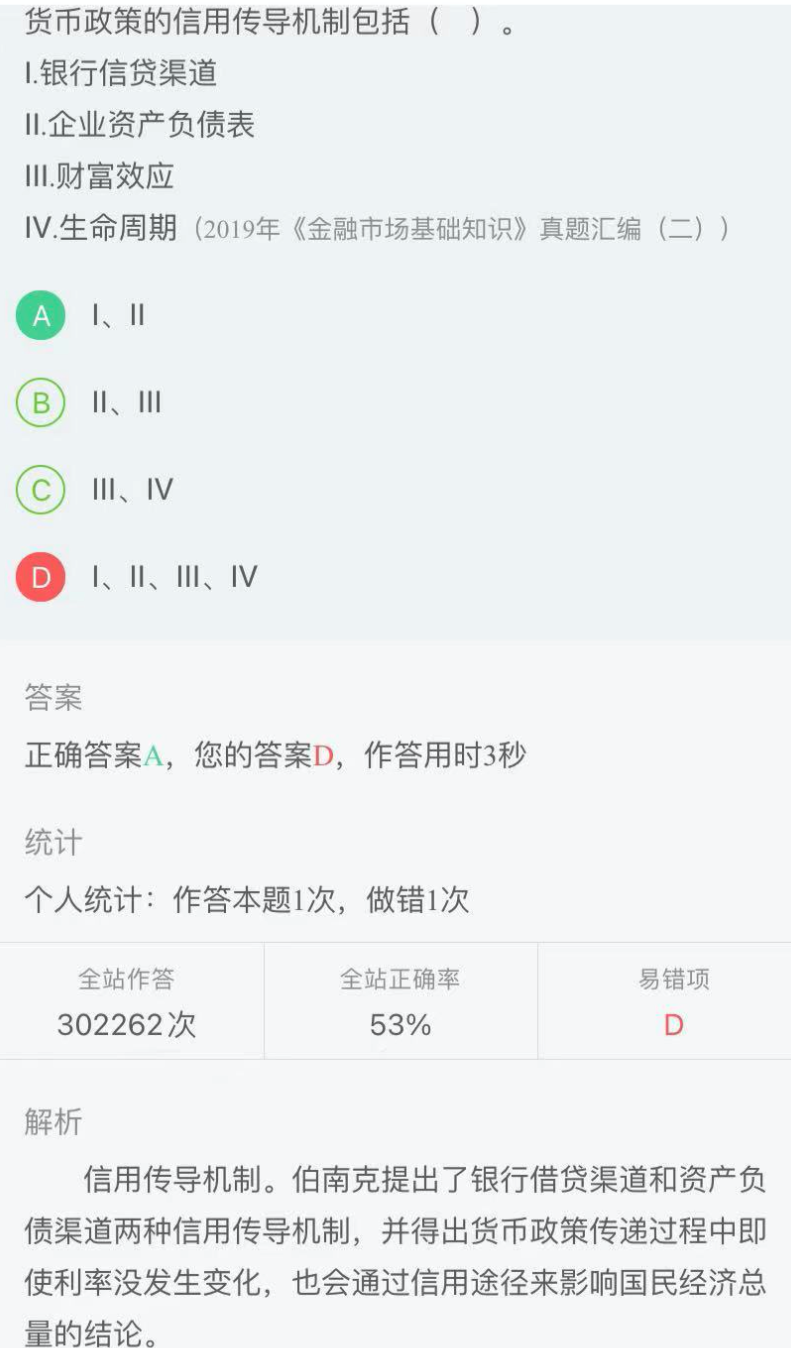 货币政策的信用传导机制包括（　）。
I.银行信贷渠道
II.企业资产负债表
III.财富效应
IV.生命周期（2019年《金融市场基础知识》真题汇编（二））
A I、II
B II、III
C III、IV
D I、II、III、IV
答案
正确答案A，您的答案D，作答用时3秒
统计
个人统计：作答本题1次，做错1次
全站作答 全站正确率 易错项
302262次 53% D
解析
信用传导机制。伯南克提出了银行借贷渠道和资产负
债渠道两种信用传导机制，并得出货币政策传递过程中即
使利率没发生变化，也会通过信用途径来影响国民经济总
量的结论。